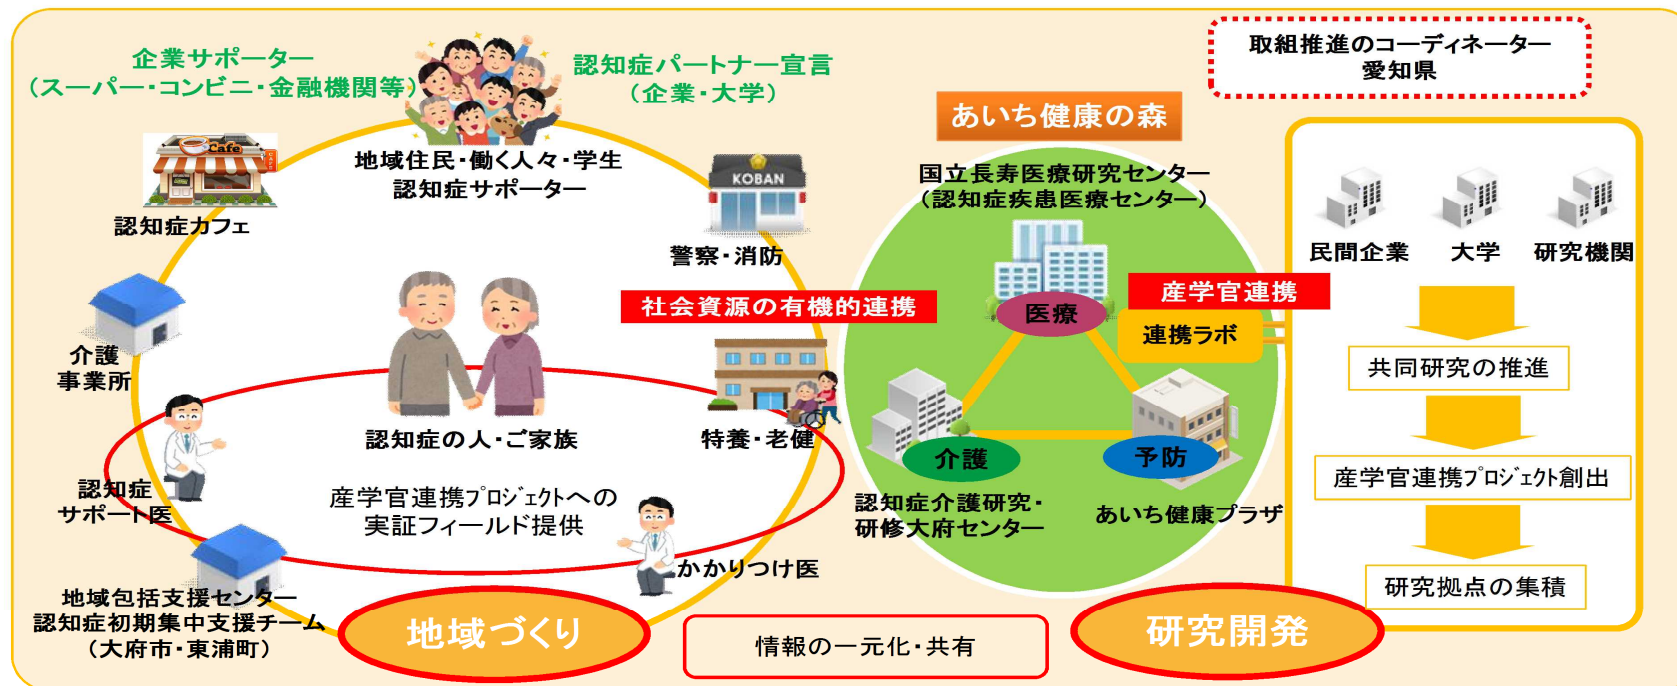 企業サポーター
（スーパー・コンビニ・金融機関等）
認知症パートナー宣言
（企業・大学）
取組推進のコーディネーター
愛知県
Cafe
CAFE
認知症カフェ
地域住民・働く人々・学生
認知症サポーター
KOBAN
警察・消防
介護
事業所
認知症の人・ご家族
社会資源の有機的連携
特養・老健
認知症
サポート医
産学官連携プロジェクトへの
実証フィールド提供
かかりつけ医
地域包括支援センター
認知症初期集中支援チーム
（大府市・東浦町）
地域づくり
あいち健康の森
国立長寿医療研究センター
（認知症疾患医療センター）
医療
産学官連携
連携ラボ
介護
認知症介護研究・
研修大府センター
予防
あいち健康プラザ
民間企業
大学
研究機関
共同研究の推進
産学官連携プロジェクト創出
研究拠点の集積
研究開発
情報の一元化・共有